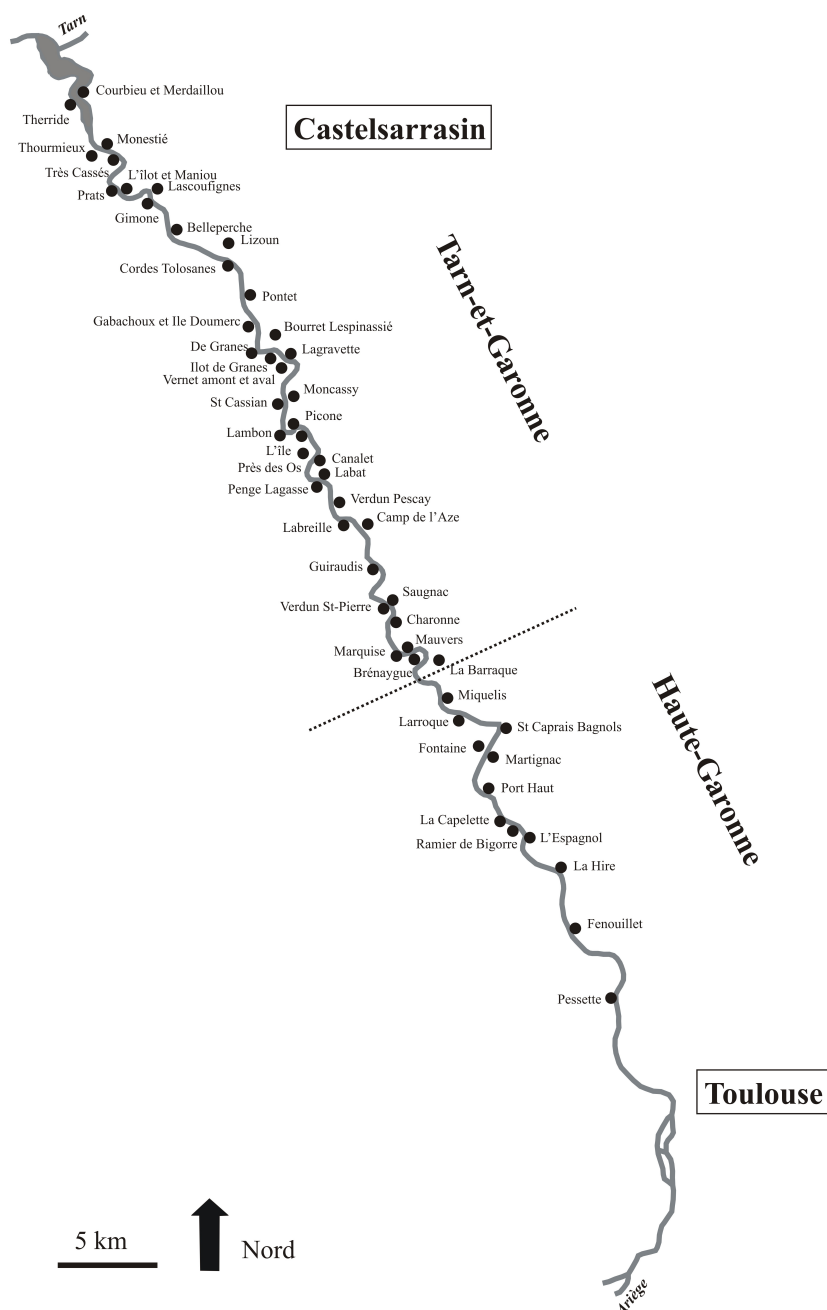 Tarn
Courbieu et Merdaillou
Therride
Castelsarrasin
Monestié
Thourmieux
Très Cassés
L'îlot et Maniou
Lascoufignes
Prats
Gimone
Belleperche
Lizoun
Cordes Tolosanes
Tarn-et-Garonne
Pontet
Gabachoux et Ile Doumerc
Bourret Lespinassié
De Granes
Lagravette
Ilot de Granes
Vernet amont et aval
Moncassy
St Cassian
Picone
Lambon
L'île
Canalet
Près des Os
Labat
Penge Lagasse
Verdun Pescay
Camp de l'Aze
Labreille
Guiraudis
Saugnac
Verdun St-Pierre
Charonne
Mauvers
Marquise
La Barraque
Brénaygue
Miquelis
Haute-Garonne
Larroque
St Caprais Bagnols
Fontaine
Martignac
Port Haut
La Capelette
L'Espagnol
Ramier de Bigorre
La Hire
Fenouillet
Pessette
Toulouse
5 km
Nord
Ariège